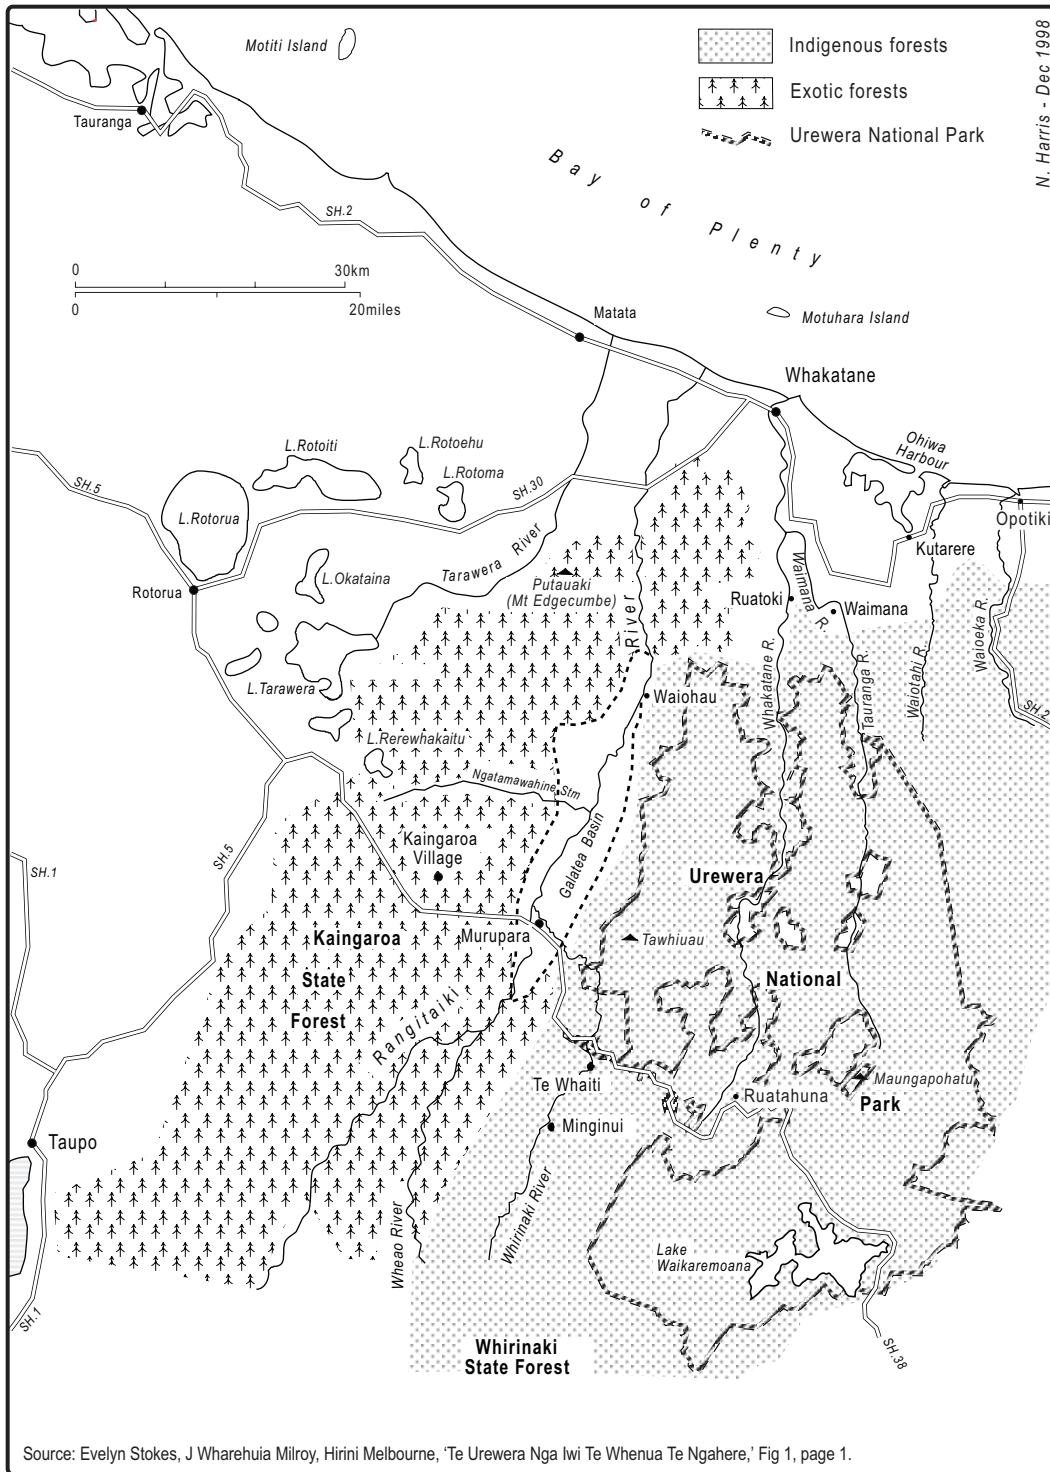 Motiti Island
Indigenous forests
Exotic forests
Urewera National Park
N. Harris - Dec 1998
Tauranga
Bay of Plenty
SH.2
0 30km
0 20miles
Matata
Motuhara Island
Whakatane
Ohiwa
Harbour
L.Rotoiti
L.Rotoehu
L.Rotoma
SH.5
SH.30
L.Rotorua
Opotiki
Kutarere
Tarawera River
L.Okataina
Putauaki
(Mt Edgecumbe)
Rotorua
River
Ruatoki
Waimana R.
Waimana
Waioeka R.
Whakatane R.
Tauranga R.
Waiotahi R.
L.Tarawera
Waiohau
SH.2
L.Rerewhakaitu
Ngatamawahine Stm
Kaingaroa
Village
Galatea Basin
SH.5
SH.1
Urewera
Murupara
Tawhiuau
Kaingaroa
State
Forest
National
Rangitaiki
Te Whaiti
Maungapohatu
Ruatahuna
Park
Minginui
Taupo
Wheao River
Whirinaki River
Lake
Waikaremoana
SH.1
Whirinaki
State Forest
SH.38
Source: Evelyn Stokes, J Wharehuia Milroy, Hirini Melbourne, 'Te Urewera Nga Iwi Te Whenua Te Ngahere,' Fig 1, page 1.